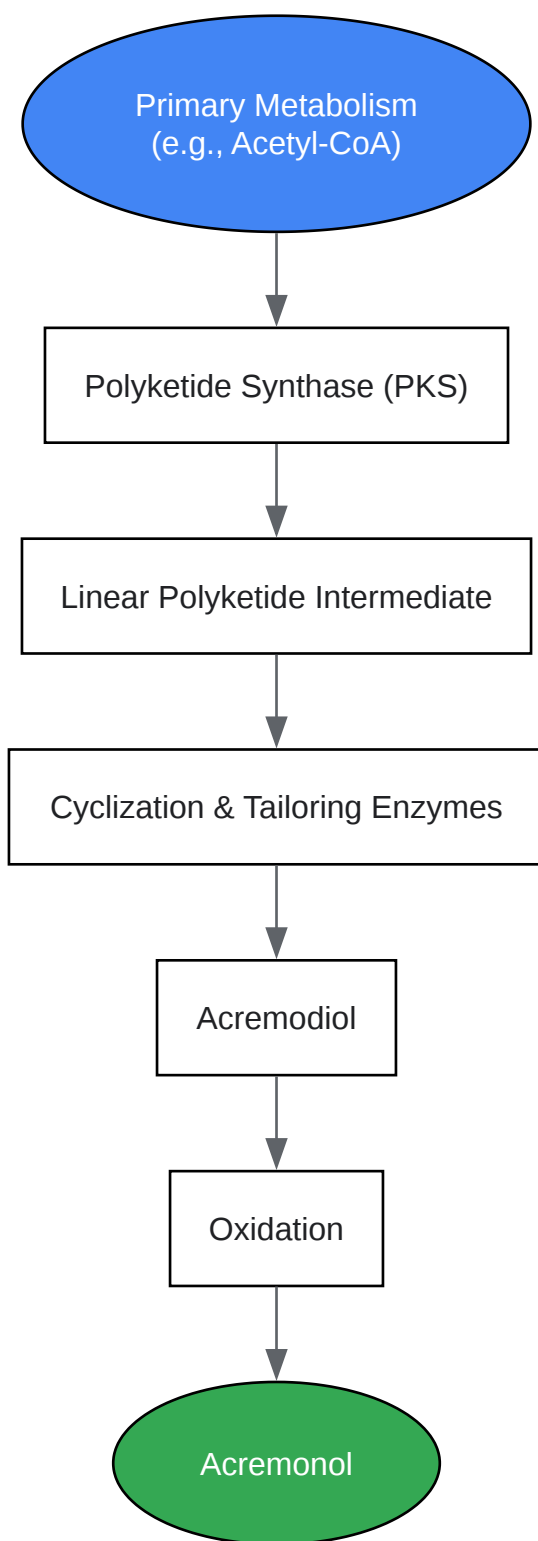 Primary Metabolism
(e.g., Acetyl-CoA)
Polyketide Synthase (PKS)
Linear Polyketide Intermediate
Cyclization & Tailoring Enzymes
Acremodiol
Oxidation
Acremonol